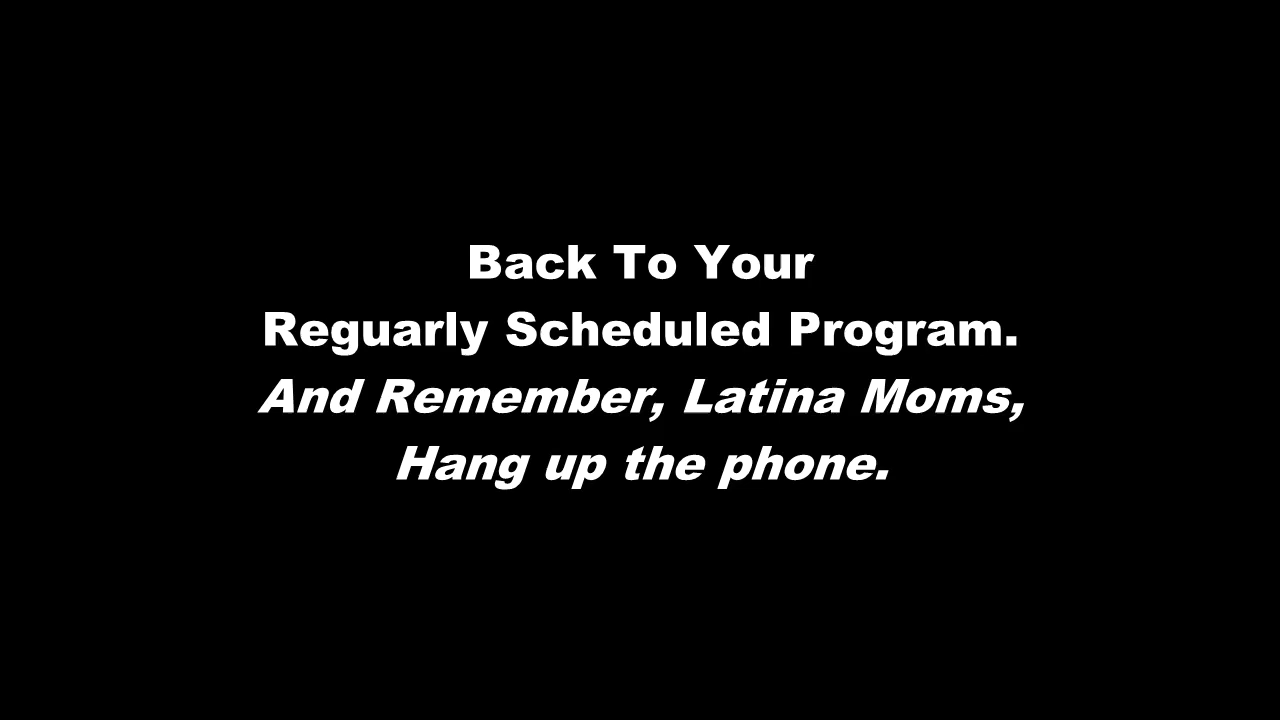 Back To Your
Reguarly Scheduled Program.
And Remember, Latina Moms,
Hang up the phone.